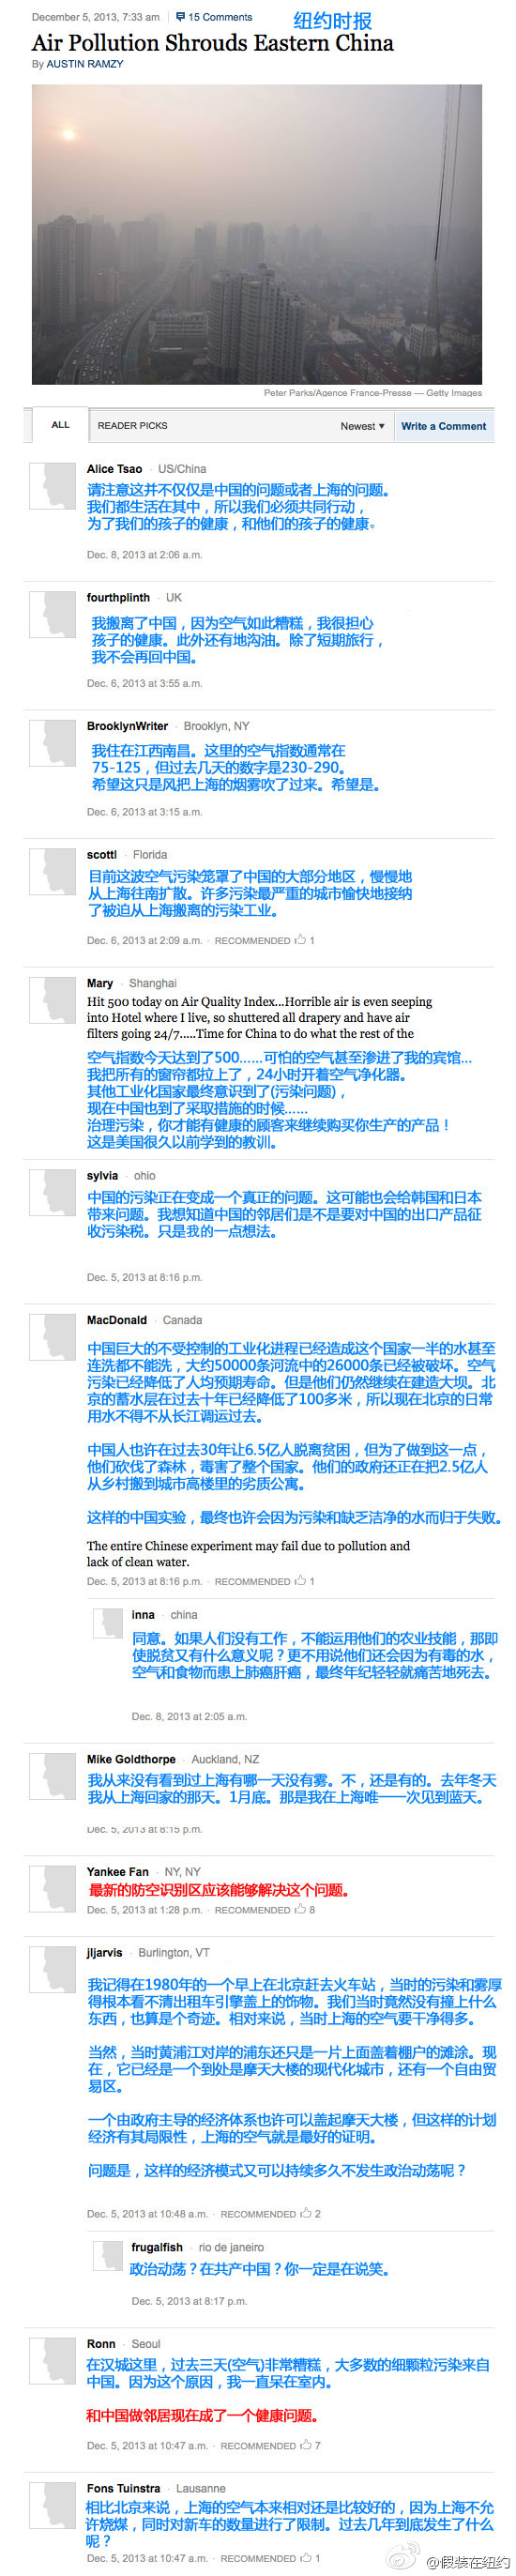 December 5, 2013, 7:33 am 15 Comments 纽约时报
Air Pollution Shrouds Eastern China
By AUSTIN RAMZY
Peter Parks/Agence France-Presse — Getty Images
ALL READER PICKS Newest ▼ Write a Comment
Alice Tsao · US/China
请注意这并不仅仅是中国的问题或者上海的问题。
我们都生活在其中，所以我们必须共同行动，
为了我们的孩子的健康，和他们的孩子的健康。
Dec. 8, 2013 at 2:06 a.m.
fourthplinth · UK
我搬离了中国，因为空气如此糟糕，我很担心
孩子的健康。此外还有地沟油。除了短期旅行，
我不会再回中国。
Dec. 6, 2013 at 3:55 a.m.
BrooklynWriter · Brooklyn, NY
我住在江西南昌。这里的空气指数通常在
75-125，但过去几天的数字是230-290。
希望这只是风把上海的烟雾吹了过来。希望是。
Dec. 6, 2013 at 3:15 a.m.
scottl · Florida
目前这波空气污染笼罩了中国的大部分地区，慢慢地
从上海往南扩散。许多污染最严重的城市愉快地接纳
了被迫从上海搬离的污染工业。
Dec. 6, 2013 at 2:09 a.m. · RECOMMENDED 1
Mary · Shanghai
Hit 500 today on Air Quality Index...Horrible air is even seeping
into Hotel where I live, so shuttered all drapery and have air
filters going 24/7.....Time for China to do what the rest of the
空气指数今天达到了500……可怕的空气甚至渗进了我的宾馆...
我把所有的窗帘都拉上了，24小时开着空气净化器。
其他工业化国家最终意识到了(污染问题)，
现在中国也到了采取措施的时候……
治理污染，你才能有健康的顾客来继续购买你生产的产品！
这是美国很久以前学到的教训。
sylvia · ohio
中国的污染正在变成一个真正的问题。这可能也会给韩国和日本
带来问题。我想知道中国的邻居们是不是要对中国的出口产品征
收污染税。只是我的一点想法。
Dec. 5, 2013 at 8:16 p.m.
MacDonald · Canada
中国巨大的不受控制的工业化进程已经造成这个国家一半的水甚至
连洗都不能洗，大约50000条河流中的26000条已经被破坏。空气
污染已经降低了人均预期寿命。但是他们仍然继续在建造大坝。北
京的蓄水层在过去十年已经降低了100多米，所以现在北京的日常
用水不得不从长江调运过去。
中国人也许在过去30年让6.5亿人脱离贫困，但为了做到这一点，
他们砍伐了森林，毒害了整个国家。他们的政府还正在把2.5亿人
从乡村搬到城市高楼里的劣质公寓。
这样的中国实验，最终也许会因为污染和缺乏洁净的水而归于失败。
The entire Chinese experiment may fail due to pollution and
lack of clean water.
Dec. 5, 2013 at 8:16 p.m. · RECOMMENDED 1
inna · china
同意。如果人们没有工作，不能运用他们的农业技能，那即
使脱贫又有什么意义呢？更不用说他们还会因为有毒的水，
空气和食物而患上肺癌肝癌，最终年纪轻轻就痛苦地死去。
Dec. 8, 2013 at 2:05 a.m.
Mike Goldthorpe · Auckland, NZ
我从来没有看到过上海有哪一天没有雾。不，还是有的。去年冬天
我从上海回家的那天。1月底。那是我在上海唯一一次见到蓝天。
Dec. 5, 2013 at 8:15 p.m.
Yankee Fan · NY, NY
最新的防空识别区应该能够解决这个问题。
Dec. 5, 2013 at 1:28 p.m. · RECOMMENDED 8
jljarvis · Burlington, VT
我记得在1980年的一个早上在北京赶去火车站，当时的污染和雾厚
得根本看不清出租车引擎盖上的饰物。我们当时竟然没有撞上什么
东西，也算是个奇迹。相对来说，当时上海的空气要干净得多。
当然，当时黄浦江对岸的浦东还只是一片上面盖着棚户的滩涂。现
在，它已经是一个到处是摩天大楼的现代化城市，还有一个自由贸
易区。
一个由政府主导的经济体系也许可以盖起摩天大楼，但这样的计划
经济有其局限性，上海的空气就是最好的证明。
问题是，这样的经济模式又可以持续多久不发生政治动荡呢？
Dec. 5, 2013 at 10:48 a.m. · RECOMMENDED 2
frugalfish · rio de janeiro
政治动荡？在共产中国？你一定是在说笑。
Dec. 5, 2013 at 8:17 p.m.
Ronn · Seoul
在汉城这里，过去三天(空气)非常糟糕，大多数的细颗粒污染来自
中国。因为这个原因，我一直呆在室内。
和中国做邻居现在成了一个健康问题。
Dec. 5, 2013 at 10:47 a.m. · RECOMMENDED 7
Fons Tuinstra · Lausanne
相比北京来说，上海的空气本来相对还是比较好的，因为上海不允
许烧煤，同时对新车的数量进行了限制。过去几年到底发生了什么
呢？
Dec. 5, 2013 at 10:47 a.m. · RECOMMENDED 1
@假装在纽约